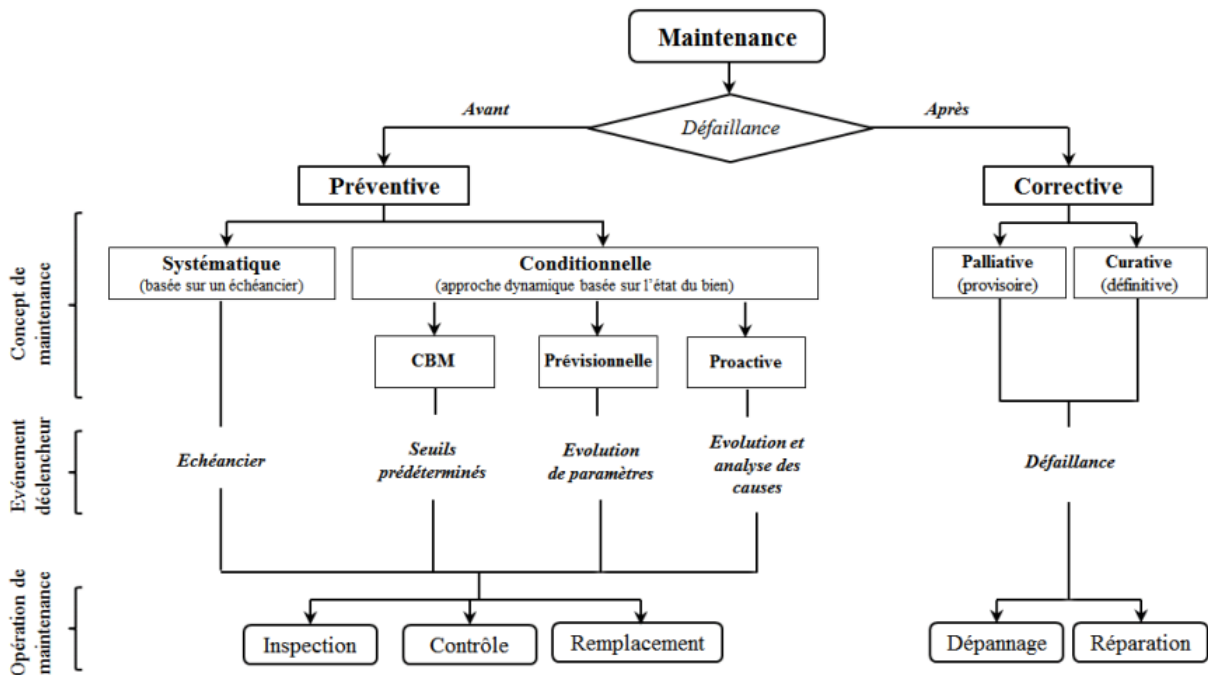 Maintenance
Avant
Défaillance
Après
Préventive
Corrective
Concept de
maintenance
Systématique
(basée sur un échéancier)
Conditionnelle
(approche dynamique basée sur l'état du bien)
Palliative
(provisoire)
Curative
(définitive)
CBM
Prévisionnelle
Proactive
Evénement
déclencheur
Echéancier
Seuils
prédéterminés
Evolution
de paramètres
Evolution et
analyse des
causes
Défaillance
Opération de
maintenance
Inspection
Contrôle
Remplacement
Dépannage
Réparation